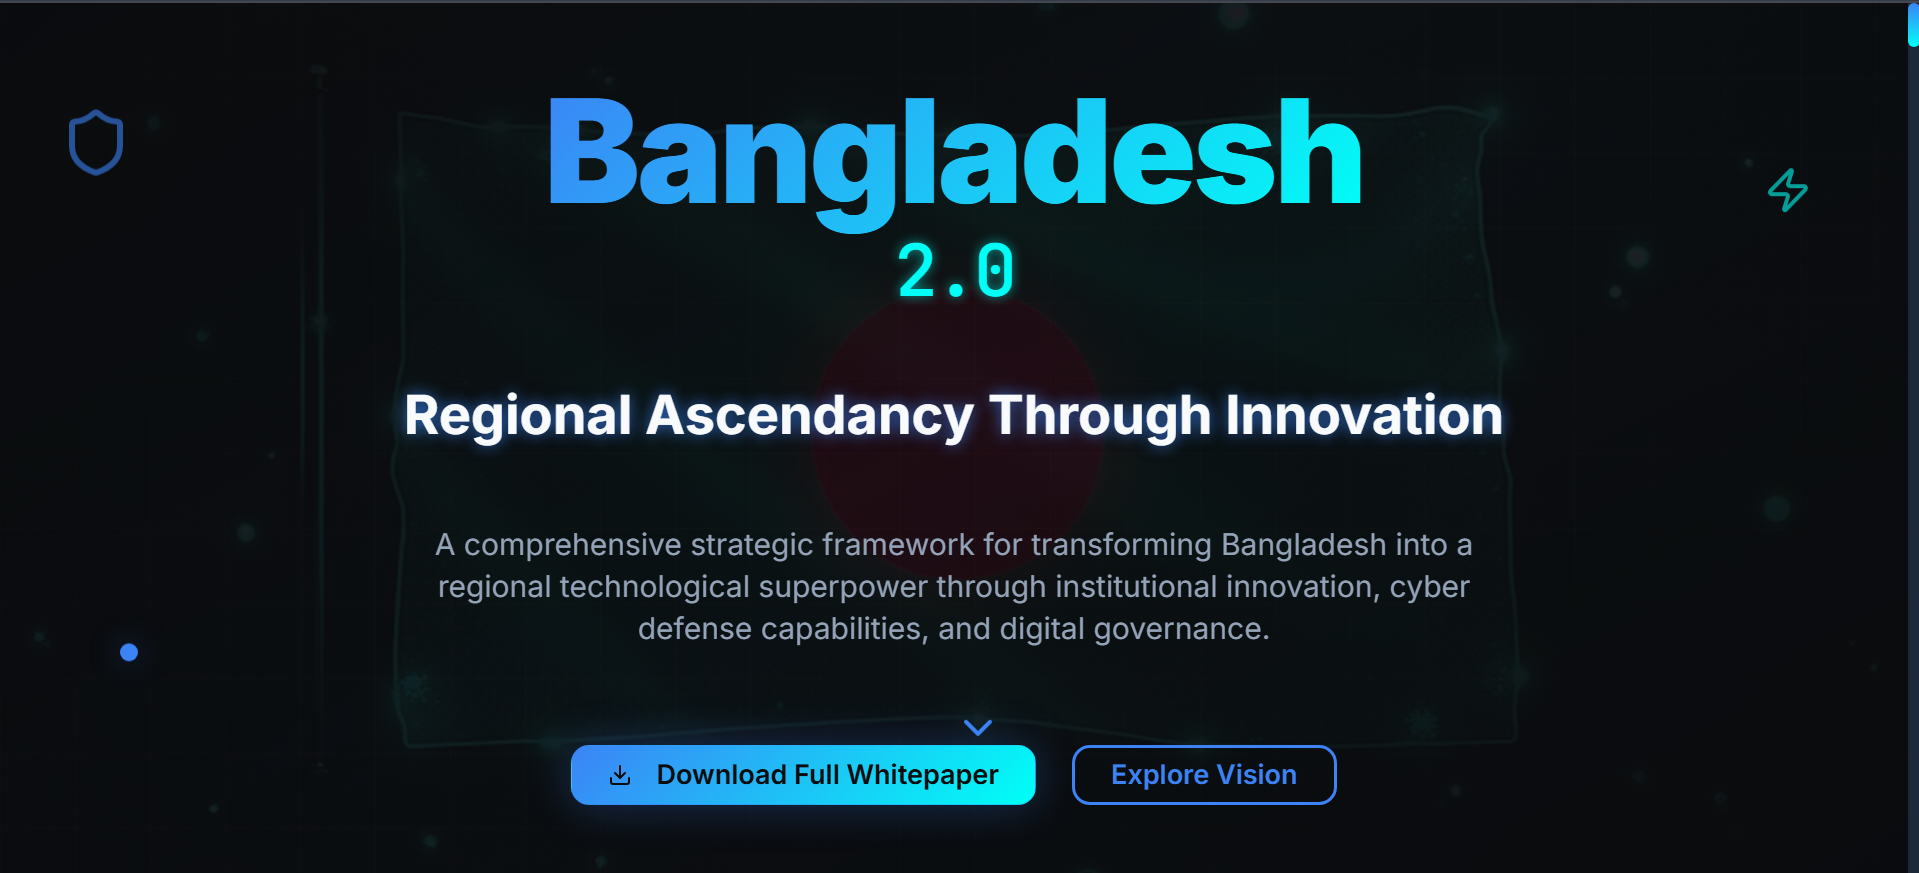 Bangladesh
2.0
Regional Ascendancy Through Innovation
A comprehensive strategic framework for transforming Bangladesh into a
regional technological superpower through institutional innovation, cyber
defense capabilities, and digital governance.
Download Full Whitepaper
Explore Vision